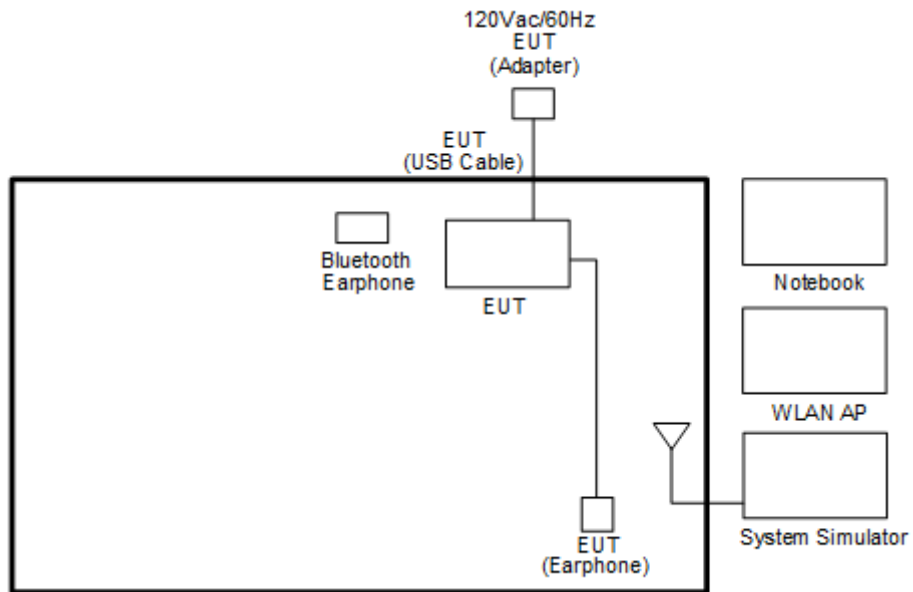 120Vac/60Hz
EUT
(Adapter)
EUT
(USB Cable)
Bluetooth
Earphone
EUT
Notebook
WLAN AP
System Simulator
EUT
(Earphone)